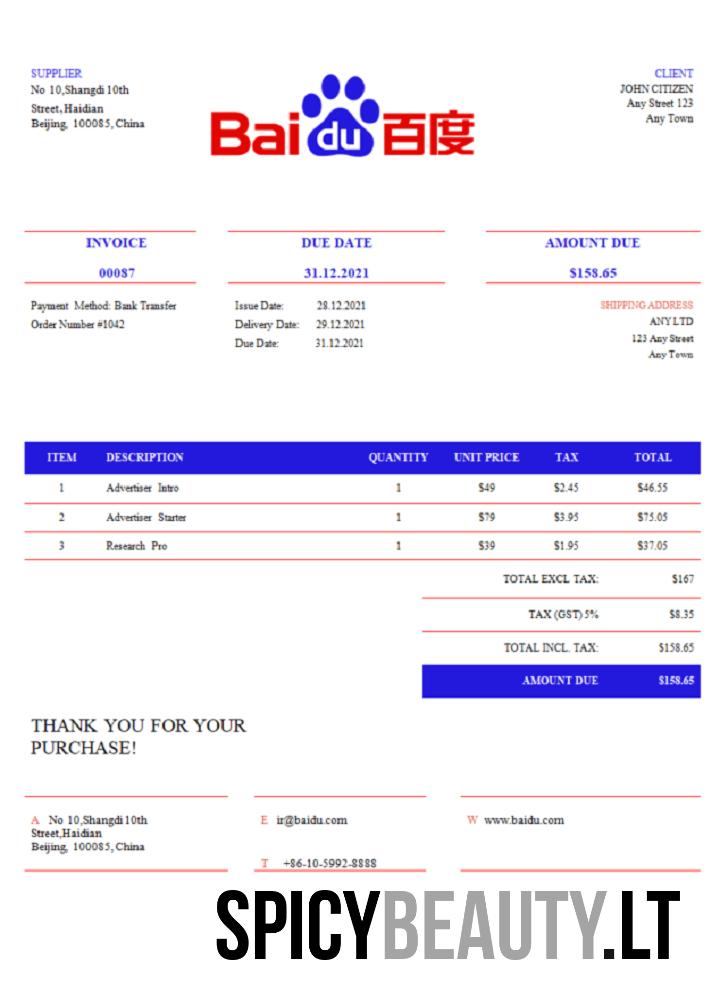 SUPPLIER
No 10,Shangdi 10th
Street, Haidian
Beijing, 100085, China
Baidu百度
CLIENT
JOHN CITIZEN
Any Street 123
Any Town
INVOICE
00087
DUE DATE
31.12.2021
AMOUNT DUE
$158.65
Payment Method: Bank Transfer
Order Number #1042
Issue Date: 28.12.2021
Delivery Date: 29.12.2021
Due Date: 31.12.2021
SHIPPING ADDRESS
ANY LTD
123 Any Street
Any Town
ITEM DESCRIPTION QUANTITY UNIT PRICE TAX TOTAL
1 Advertiser Intro 1 $49 $2.45 $46.55
2 Advertiser Starter 1 $79 $3.95 $75.05
3 Research Pro 1 $39 $1.95 $37.05
TOTAL EXCL TAX: $167
TAX (GST) 5% $8.35
TOTAL INCL. TAX: $158.65
AMOUNT DUE $158.65
THANK YOU FOR YOUR
PURCHASE!
A No 10,Shangdi 10th
Street,Haidian
Beijing, 100085, China
E ir@baidu.com
T +86-10-5992-8888
W www.baidu.com
SPICYBEAUTY.LT